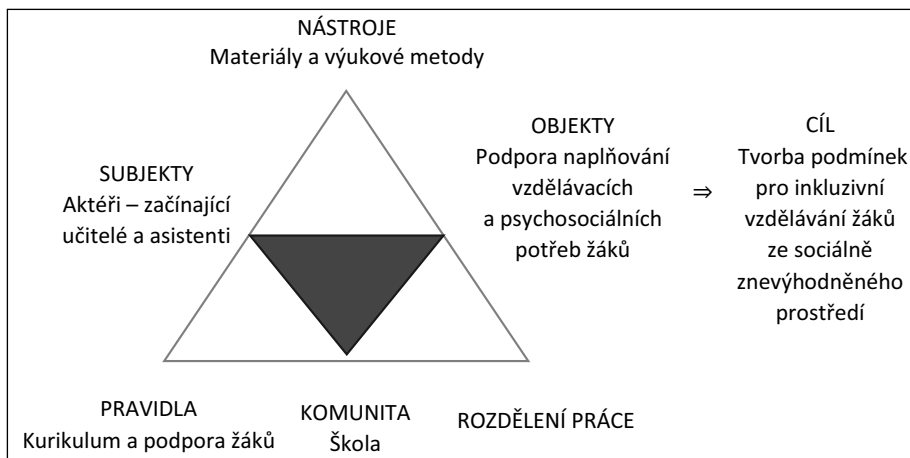 NÁSTROJE
Materiály a výukové metody
SUBJEKTY
Aktéři – začínající
učitelé a asistenti
OBJEKTY
Podpora naplňování
vzdělávacích
a psychosociálních
potřeb žáků
⇒
CÍL
Tvorba podmínek
pro inkluzivní
vzdělávání žáků
ze sociálně
znevýhodněného
prostředí
PRAVIDLA
Kurikulum a podpora žáků
KOMUNITA
Škola
ROZDĚLENÍ PRÁCE